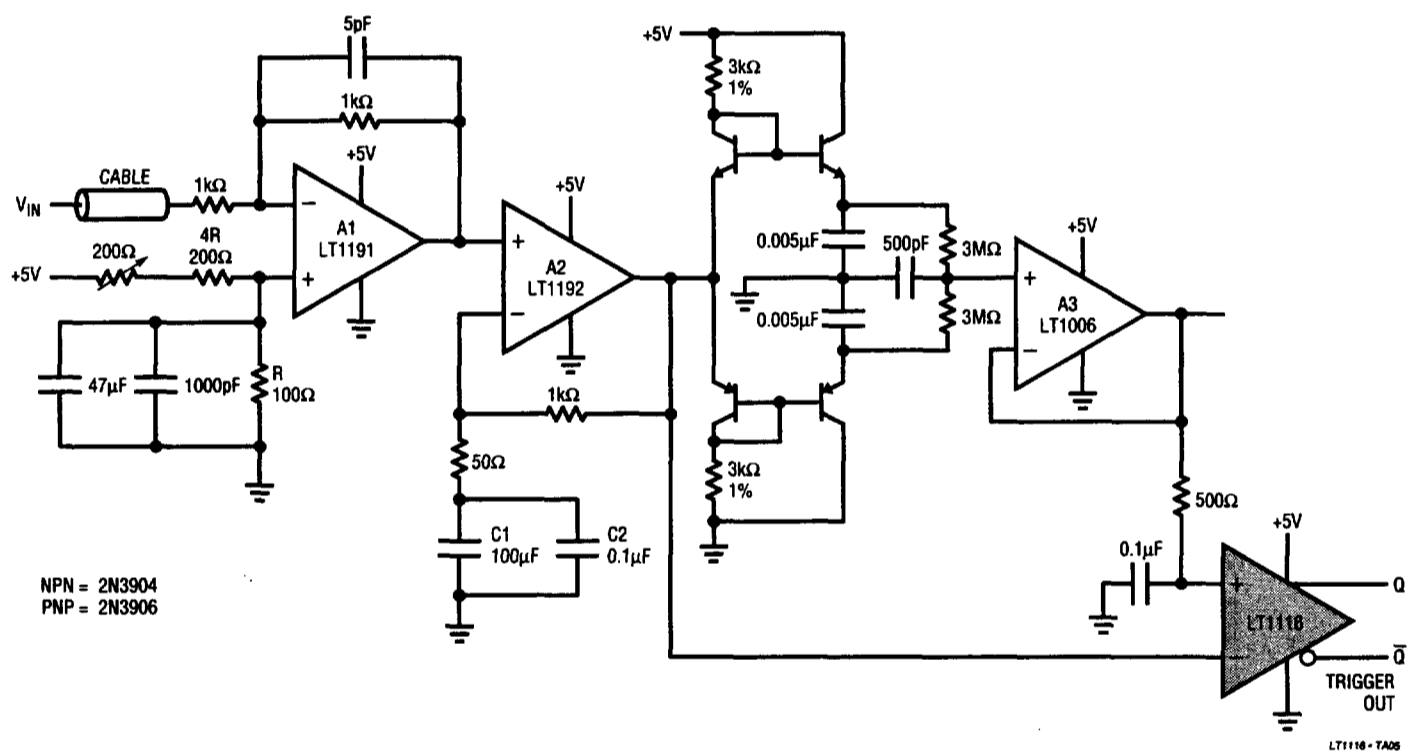 5pF
1kΩ
+5V
V_IN
CABLE
1kΩ
−
+
A1
LT1191
+5V
200Ω
4R
200Ω
47µF
1000pF
R
100Ω
+5V
+
−
A2
LT1192
1kΩ
50Ω
C1
100µF
C2
0.1µF
+5V
3kΩ
1%
0.005µF
500pF
3MΩ
0.005µF
3MΩ
3kΩ
1%
+5V
+
−
A3
LT1006
500Ω
0.1µF
+5V
+
−
LT1116
Q
Q̅
TRIGGER
OUT
NPN = 2N3904
PNP = 2N3906
LT1116 • TA05